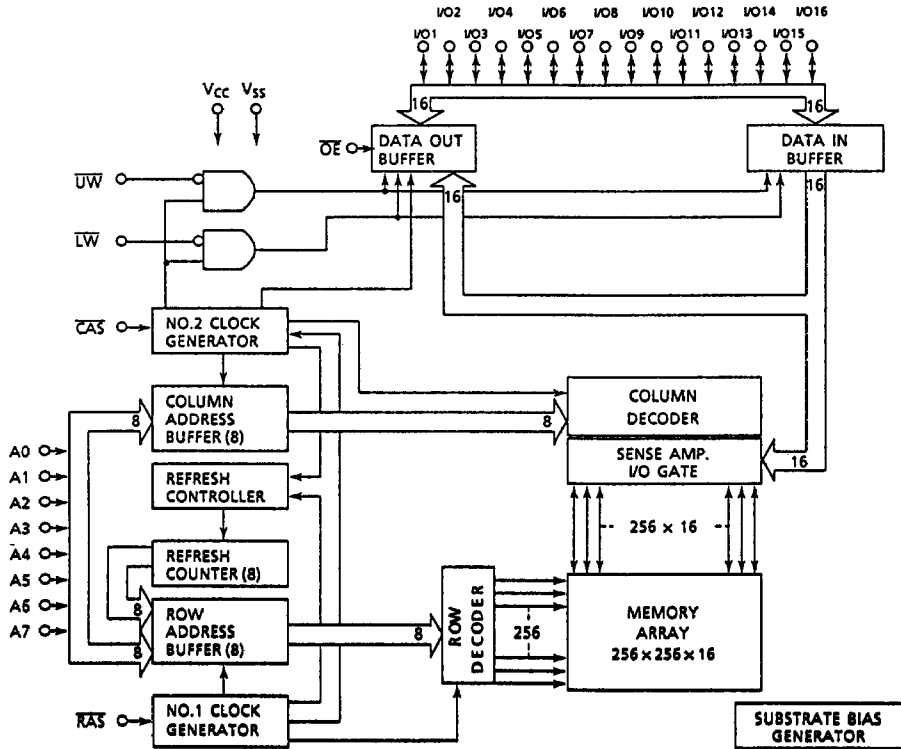 I/O2 I/O4 I/O6 I/O8 I/O10 I/O12 I/O14 I/O16
I/O1 I/O3 I/O5 I/O7 I/O9 I/O11 I/O13 I/O15
VCC VSS
16 16
OE
DATA OUT
BUFFER
DATA IN
BUFFER
UW
16 16
LW
CAS
NO.2 CLOCK
GENERATOR
COLUMN
ADDRESS
BUFFER (8)
8
8
COLUMN
DECODER
SENSE AMP.
I/O GATE
16
A0
A1
A2
A3
A4
A5
A6
A7
REFRESH
CONTROLLER
256 × 16
REFRESH
COUNTER (8)
8
8
ROW
ADDRESS
BUFFER (8)
8
ROW
DECODER
256
MEMORY
ARRAY
256×256×16
RAS
NO.1 CLOCK
GENERATOR
SUBSTRATE BIAS
GENERATOR